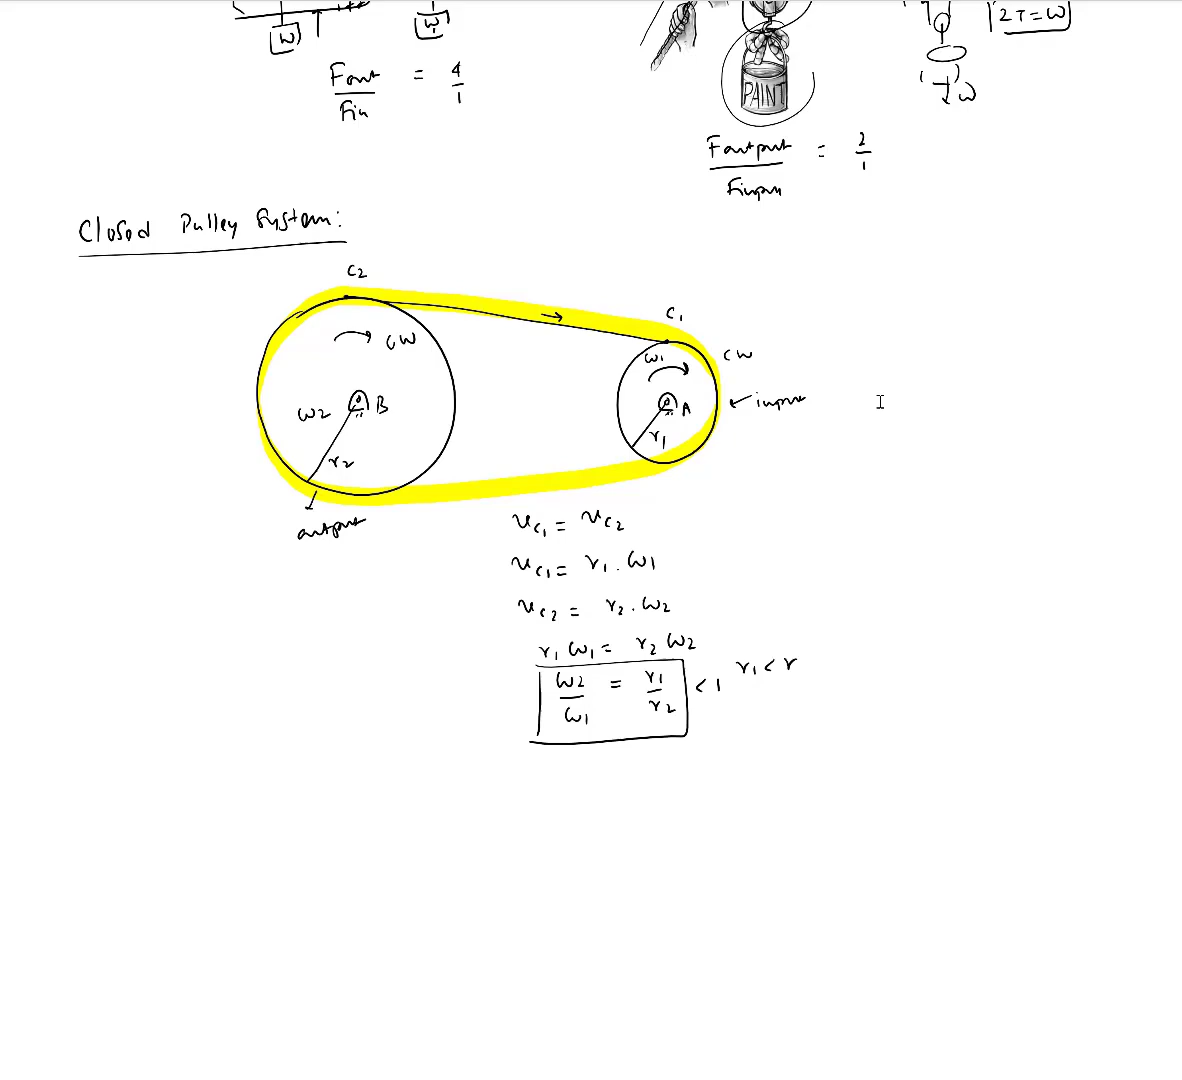 W
W
2T=W
Fout = 4
Fin 1
W
PAINT
Foutput = 2
Finpu 1
Closed Pulley System:
C2
C1
CW
ω1
CW
ω2 B
A
input
r1
r2
output
vC1 = vC2
vC1 = r1 . ω1
vC2 = r2 . ω2
r1 ω1 = r2 ω2
ω2 = r1 < 1 r1 < r
ω1 r2